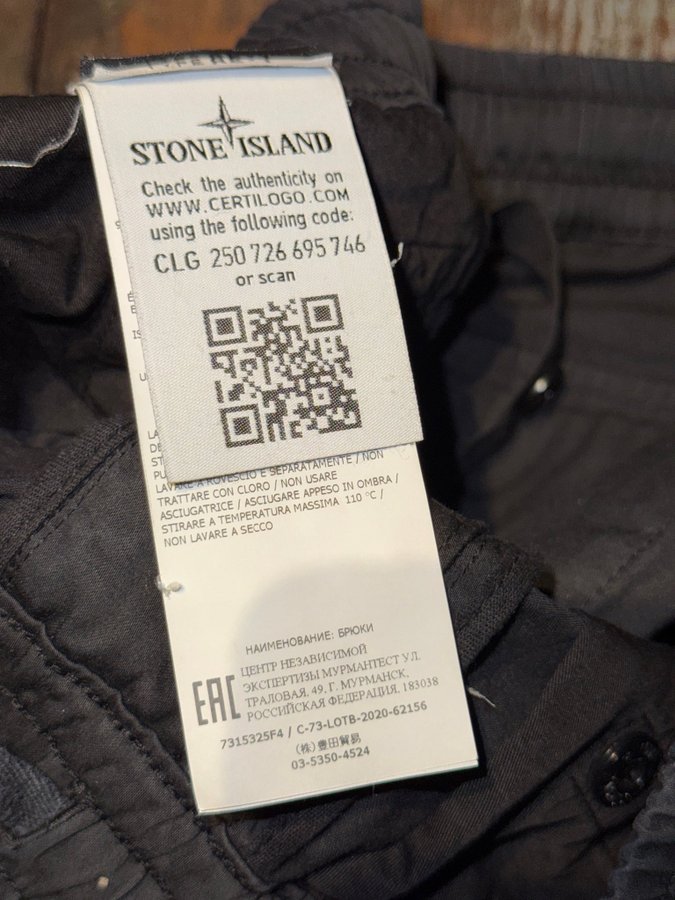 STONE ISLAND
Check the authenticity on
WWW.CERTILOGO.COM
using the following code:
CLG 250 726 695 746
or scan
LAVARE A ROVESCIO E SEPARATAMENTE / NON
TRATTARE CON CLORO / NON USARE
ASCIUGATRICE / ASCIUGARE APPESO IN OMBRA /
STIRARE A TEMPERATURA MASSIMA 110 °C /
NON LAVARE A SECCO
НАИМЕНОВАНИЕ: БРЮКИ
EAC
ЦЕНТР НЕЗАВИСИМОЙ
ЭКСПЕРТИЗЫ МУРМАНТЕСТ УЛ.
ТРАЛОВАЯ, 49, Г. МУРМАНСК,
РОССИЙСКАЯ ФЕДЕРАЦИЯ, 183038
7315325F4 / C-73-LOTB-2020-62156
(株)豊田貿易
03-5350-4524